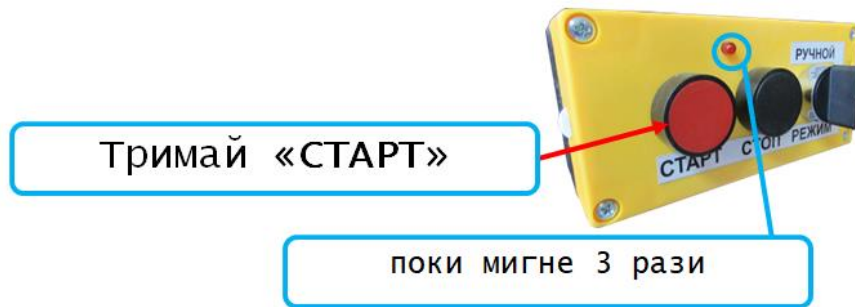 РУЧНОЙ
Тримай «СТАРТ»
СТАРТ СТОП РЕЖИМ
поки мигне 3 рази